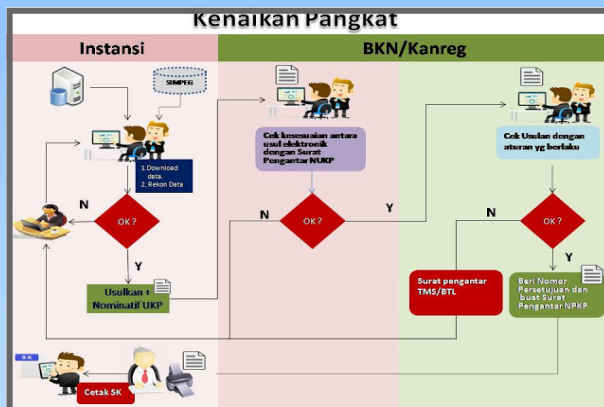 Kenaikan Pangkat
Instansi
BKN/Kanreg
SIMPEG
1.Download
data.
2. Rekon Data
Cek kesesuaian antara
usul elektronik
dengan Surat
Pengantar NUKP
Cek Usulan dengan
aturan yg berlaku
N
OK ?
Y
N
OK ?
Y
N
OK ?
Y
Usulkan +
Nominatif UKP
Surat pengantar
TMS/BTL
Beri Nomor
Persetujuan dan
buat Surat
Pengantar NPKP
S K
Cetak SK